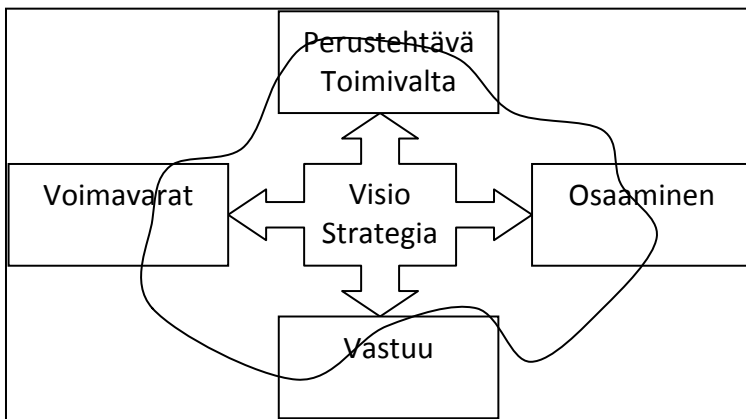 Perustehtävä
Toimivalta
Voimavarat
Visio
Strategia
Osaaminen
Vastuu